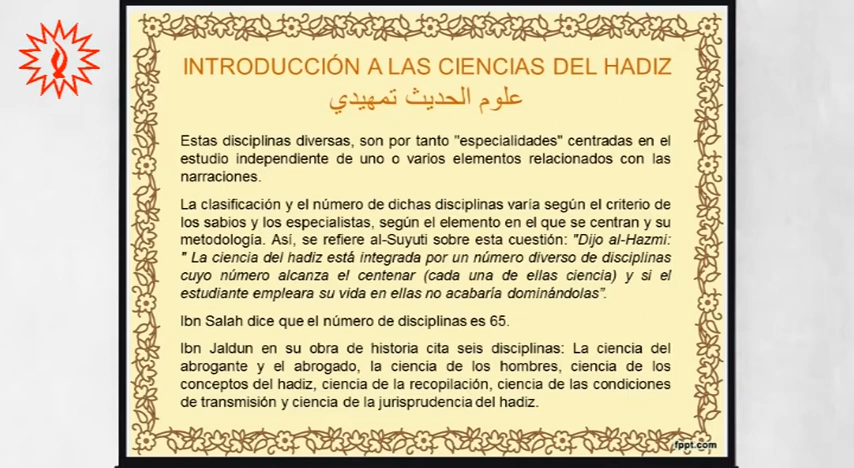 INTRODUCCIÓN A LAS CIENCIAS DEL HADIZ
علوم الحديث تمهيدي
Estas disciplinas diversas, son por tanto "especialidades" centradas en el
estudio independiente de uno o varios elementos relacionados con las
narraciones.
La clasificación y el número de dichas disciplinas varía según el criterio de
los sabios y los especialistas, según el elemento en el que se centran y su
metodología. Así, se refiere al-Suyuti sobre esta cuestión: "Dijo al-Hazmi:
" La ciencia del hadiz está integrada por un número diverso de disciplinas
cuyo número alcanza el centenar (cada una de ellas ciencia) y si el
estudiante empleara su vida en ellas no acabaría dominándolas”.
Ibn Salah dice que el número de disciplinas es 65.
Ibn Jaldun en su obra de historia cita seis disciplinas: La ciencia del
abrogante y el abrogado, la ciencia de los hombres, ciencia de los
conceptos del hadiz, ciencia de la recopilación, ciencia de las condiciones
de transmisión y ciencia de la jurisprudencia del hadiz.
fppt.com